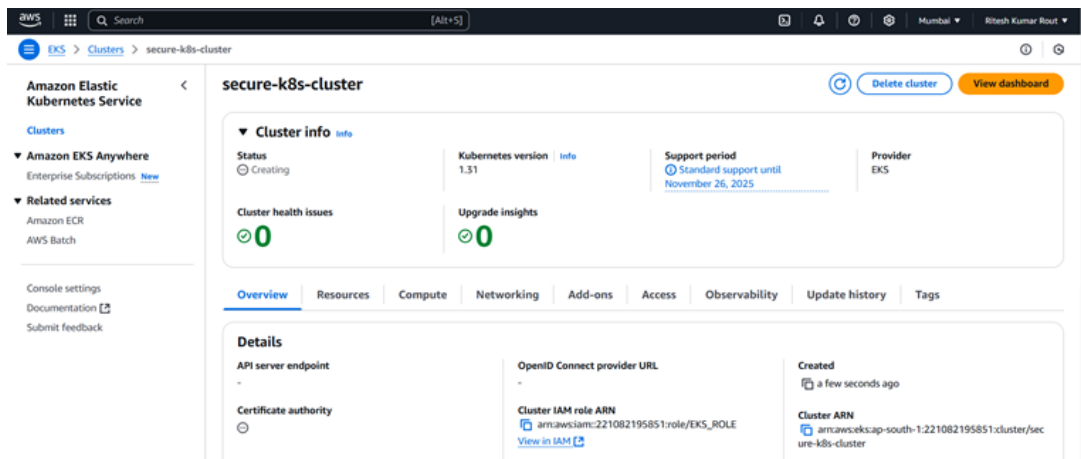 aws
Search
[Alt+S]
Mumbai
Ritesh Kumar Rout
EKS > Clusters > secure-k8s-cluster
Amazon Elastic
Kubernetes Service
Clusters
Amazon EKS Anywhere
Enterprise Subscriptions New
Related services
Amazon ECR
AWS Batch
Console settings
Documentation
Submit feedback
secure-k8s-cluster
Delete cluster
View dashboard
Cluster info Info
Status
Creating
Kubernetes version Info
1.31
Support period
Standard support until
November 26, 2025
Provider
EKS
Cluster health issues
0
Upgrade insights
0
Overview Resources Compute Networking Add-ons Access Observability Update history Tags
Details
API server endpoint
-
Certificate authority
OpenID Connect provider URL
-
Cluster IAM role ARN
arn:aws:iam::221082195851:role/EKS_ROLE
View in IAM
Created
a few seconds ago
Cluster ARN
arn:aws:eks:ap-south-1:221082195851:cluster/sec
ure-k8s-cluster